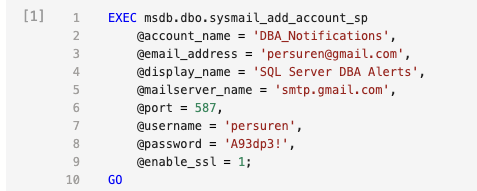 [1] 1 EXEC msdb.dbo.sysmail_add_account_sp
2 @account_name = 'DBA_Notifications',
3 @email_address = 'persuren@gmail.com',
4 @display_name = 'SQL Server DBA Alerts',
5 @mailserver_name = 'smtp.gmail.com',
6 @port = 587,
7 @username = 'persuren',
8 @password = 'A93dp3!',
9 @enable_ssl = 1;
10 GO